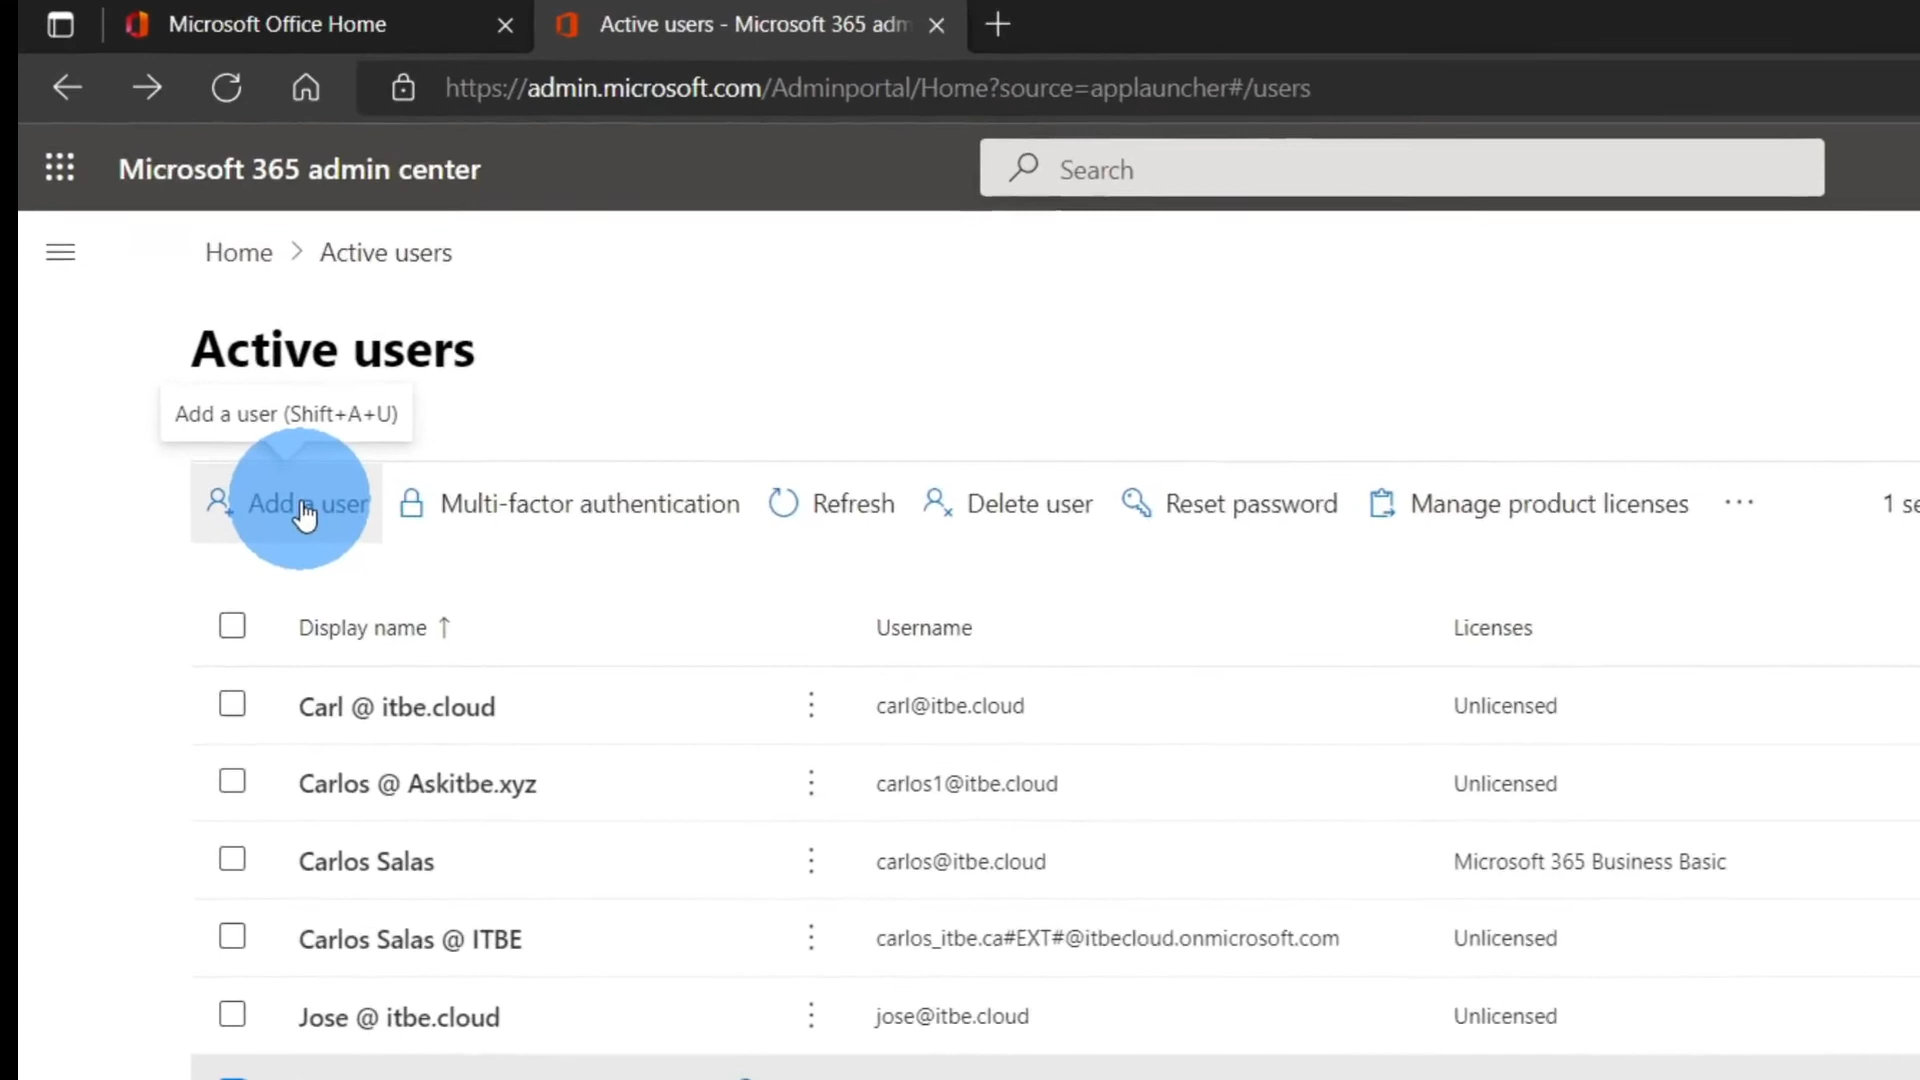 Microsoft Office Home
Active users - Microsoft 365 adm
https://admin.microsoft.com/Adminportal/Home?source=applauncher#/users
Microsoft 365 admin center
Search
Home > Active users
Active users
Add a user (Shift+A+U)
Add a user
Multi-factor authentication
Refresh
Delete user
Reset password
Manage product licenses
1 se
Display name ↑ Username Licenses
Carl @ itbe.cloud carl@itbe.cloud Unlicensed
Carlos @ Askitbe.xyz carlos1@itbe.cloud Unlicensed
Carlos Salas carlos@itbe.cloud Microsoft 365 Business Basic
Carlos Salas @ ITBE carlos_itbe.ca#EXT#@itbecloud.onmicrosoft.com Unlicensed
Jose @ itbe.cloud jose@itbe.cloud Unlicensed